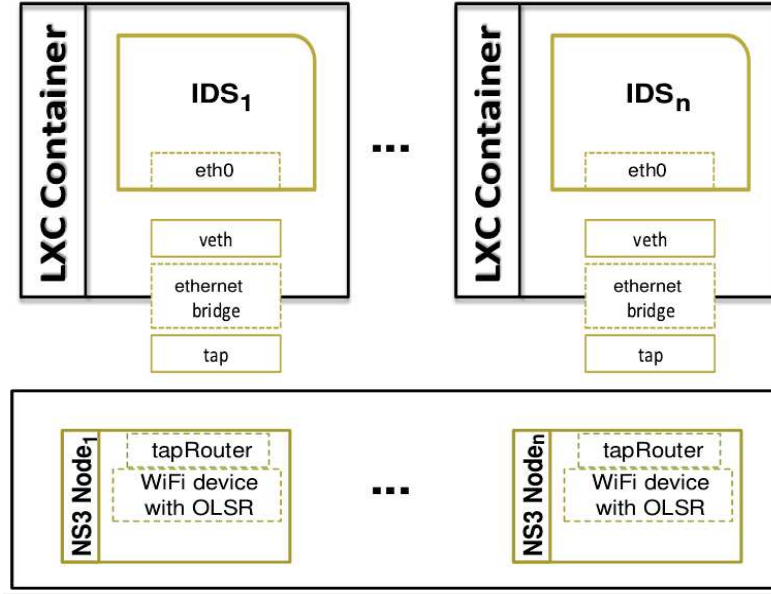 LXC Container
IDS1
eth0
veth
ethernet
bridge
tap
...
LXC Container
IDSn
eth0
veth
ethernet
bridge
tap
NS3 Node1
tapRouter
WiFi device
with OLSR
...
NS3 Noden
tapRouter
WiFi device
with OLSR